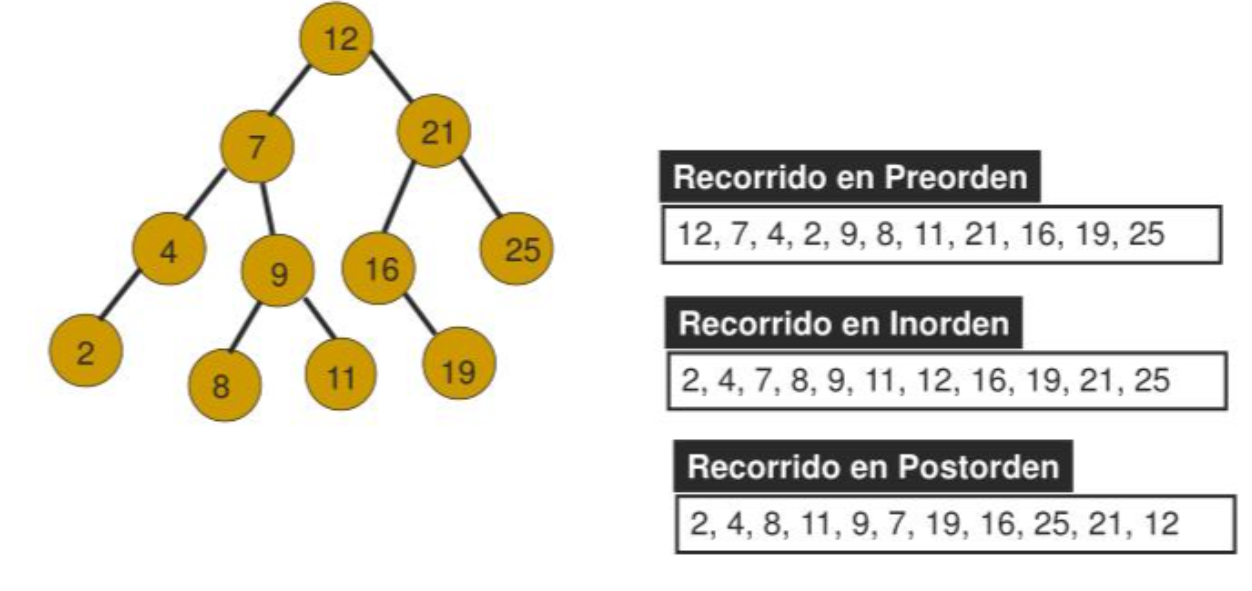 12
7
21
4
9
16
25
2
8
11
19
Recorrido en Preorden
12, 7, 4, 2, 9, 8, 11, 21, 16, 19, 25
Recorrido en Inorden
2, 4, 7, 8, 9, 11, 12, 16, 19, 21, 25
Recorrido en Postorden
2, 4, 8, 11, 9, 7, 19, 16, 25, 21, 12